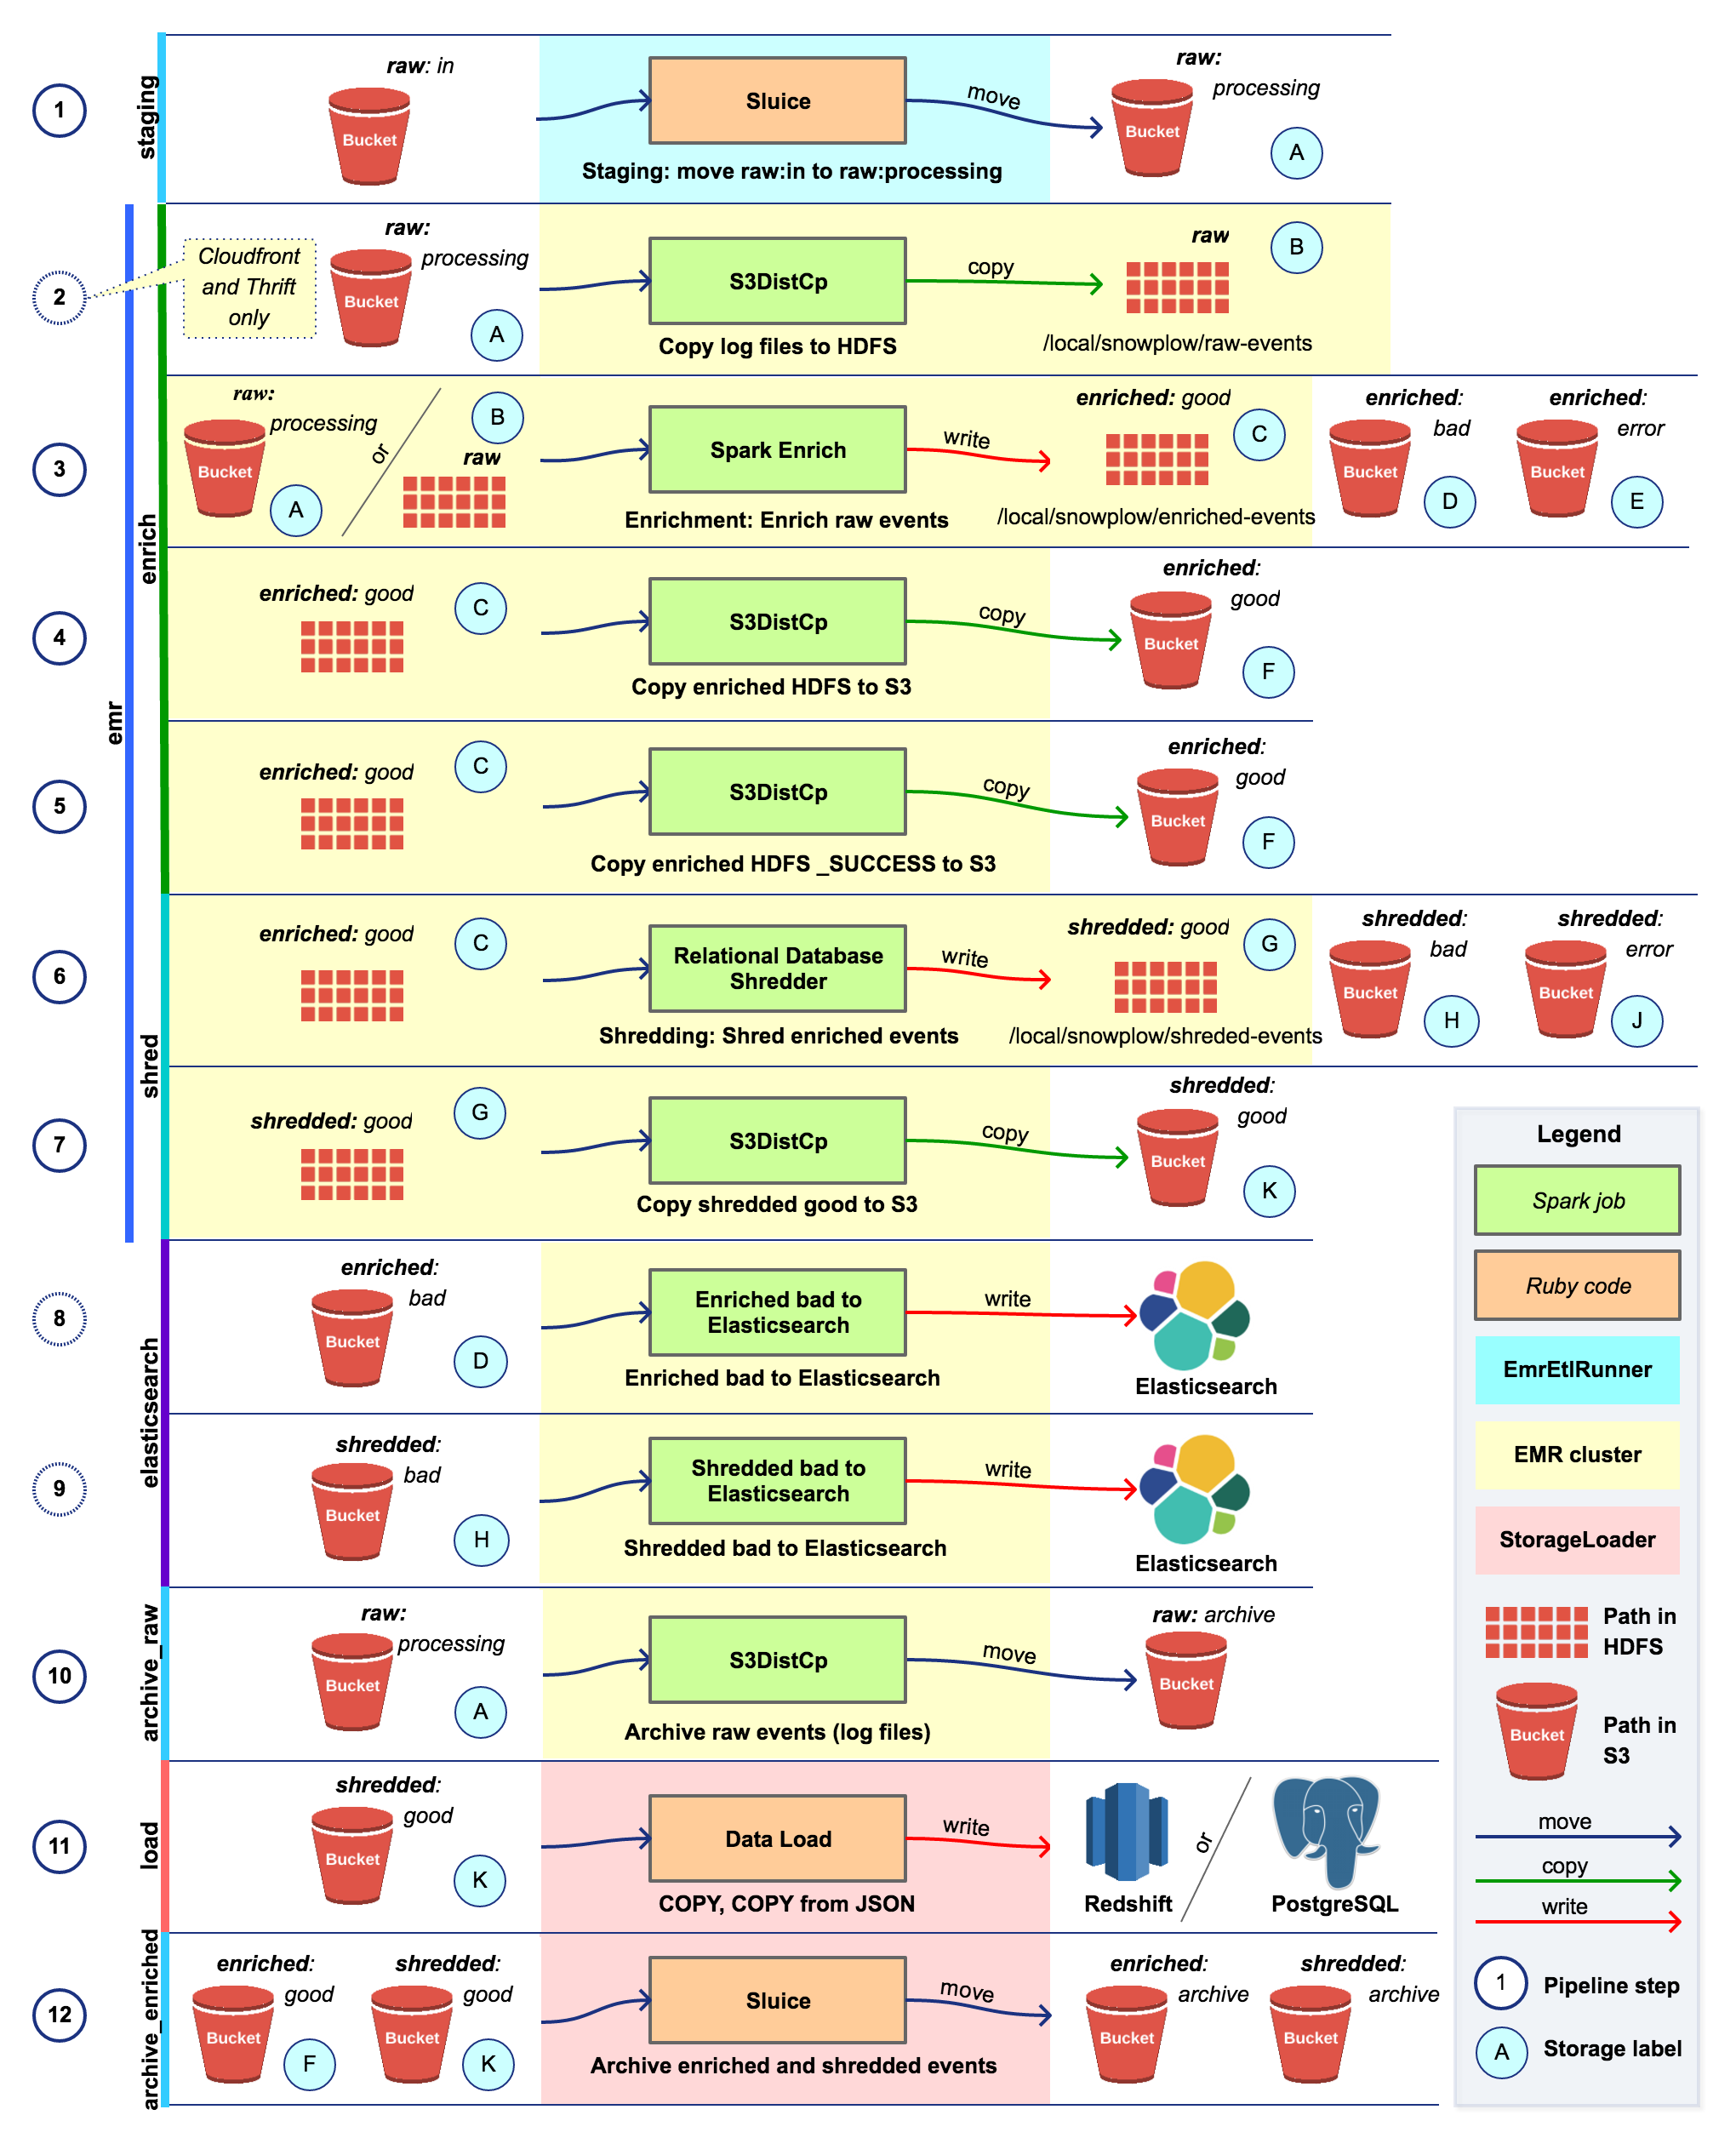 staging
1
raw: in
Bucket
Sluice
Staging: move raw:in to raw:processing
move
raw:
processing
Bucket
A
emr
enrich
2
Cloudfront
and Thrift
only
raw:
processing
Bucket
A
S3DistCp
Copy log files to HDFS
copy
raw
B
/local/snowplow/raw-events
3
raw:
processing
Bucket
A
or
B
raw
Spark Enrich
Enrichment: Enrich raw events
write
enriched: good
C
/local/snowplow/enriched-events
enriched:
bad
Bucket
D
enriched:
error
Bucket
E
4
enriched: good
C
S3DistCp
Copy enriched HDFS to S3
copy
enriched:
good
Bucket
F
5
enriched: good
C
S3DistCp
Copy enriched HDFS _SUCCESS to S3
copy
enriched:
good
Bucket
F
shred
6
enriched: good
C
Relational Database
Shredder
Shredding: Shred enriched events
write
shredded: good
G
/local/snowplow/shreded-events
shredded:
bad
Bucket
H
shredded:
error
Bucket
J
7
shredded: good
G
S3DistCp
Copy shredded good to S3
copy
shredded:
good
Bucket
K
elasticsearch
8
enriched:
bad
Bucket
D
Enriched bad to
Elasticsearch
Enriched bad to Elasticsearch
write
Elasticsearch
9
shredded:
bad
Bucket
H
Shredded bad to
Elasticsearch
Shredded bad to Elasticsearch
write
Elasticsearch
archive_raw
10
raw:
processing
Bucket
A
S3DistCp
Archive raw events (log files)
move
raw: archive
Bucket
load
11
shredded:
good
Bucket
K
Data Load
COPY, COPY from JSON
write
Redshift
or
PostgreSQL
archive_enriched
12
enriched:
good
Bucket
F
shredded:
good
Bucket
K
Sluice
Archive enriched and shredded events
move
enriched:
archive
Bucket
shredded:
archive
Bucket
Legend
Spark job
Ruby code
EmrEtlRunner
EMR cluster
StorageLoader
Path in
HDFS
Bucket
Path in
S3
move
copy
write
1
Pipeline step
A
Storage label